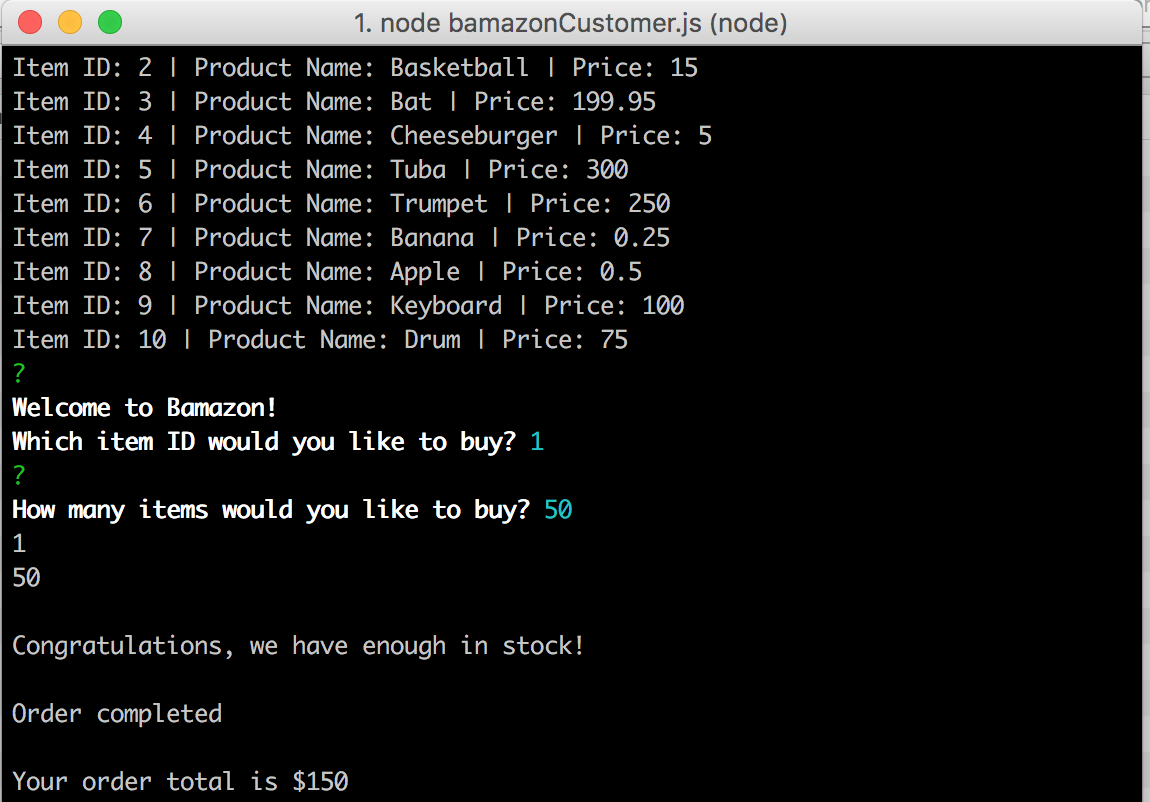 1. node bamazonCustomer.js (node)
Item ID: 2 | Product Name: Basketball | Price: 15
Item ID: 3 | Product Name: Bat | Price: 199.95
Item ID: 4 | Product Name: Cheeseburger | Price: 5
Item ID: 5 | Product Name: Tuba | Price: 300
Item ID: 6 | Product Name: Trumpet | Price: 250
Item ID: 7 | Product Name: Banana | Price: 0.25
Item ID: 8 | Product Name: Apple | Price: 0.5
Item ID: 9 | Product Name: Keyboard | Price: 100
Item ID: 10 | Product Name: Drum | Price: 75
?
Welcome to Bamazon!
Which item ID would you like to buy? 1
?
How many items would you like to buy? 50
1
50
Congratulations, we have enough in stock!
Order completed
Your order total is $150